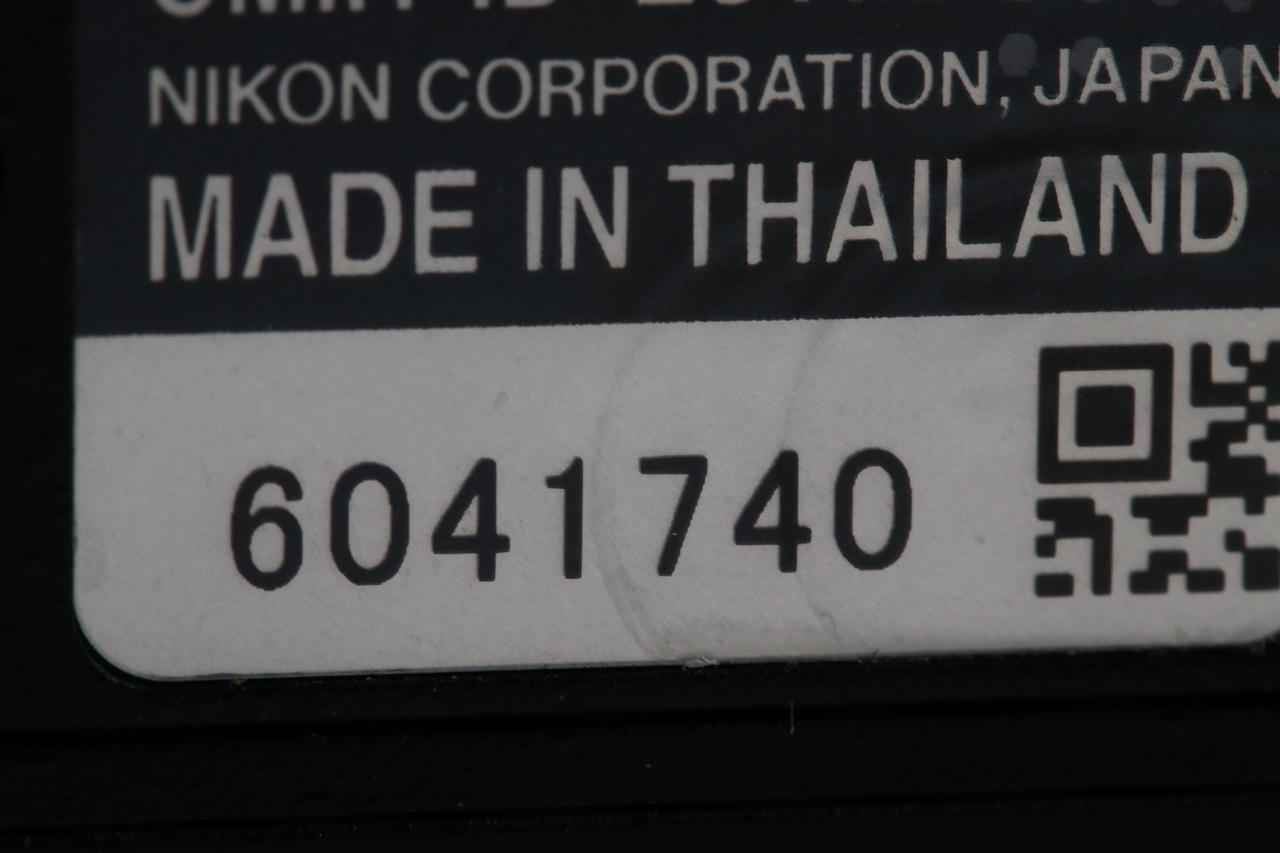 NIKON CORPORATION, JAPAN
MADE IN THAILAND
6041740